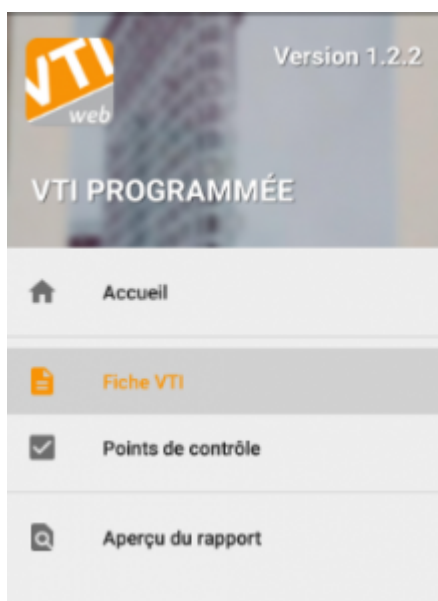 VTI
web
Version 1.2.2
VTI PROGRAMMÉE
Accueil
Fiche VTI
Points de contrôle
Aperçu du rapport